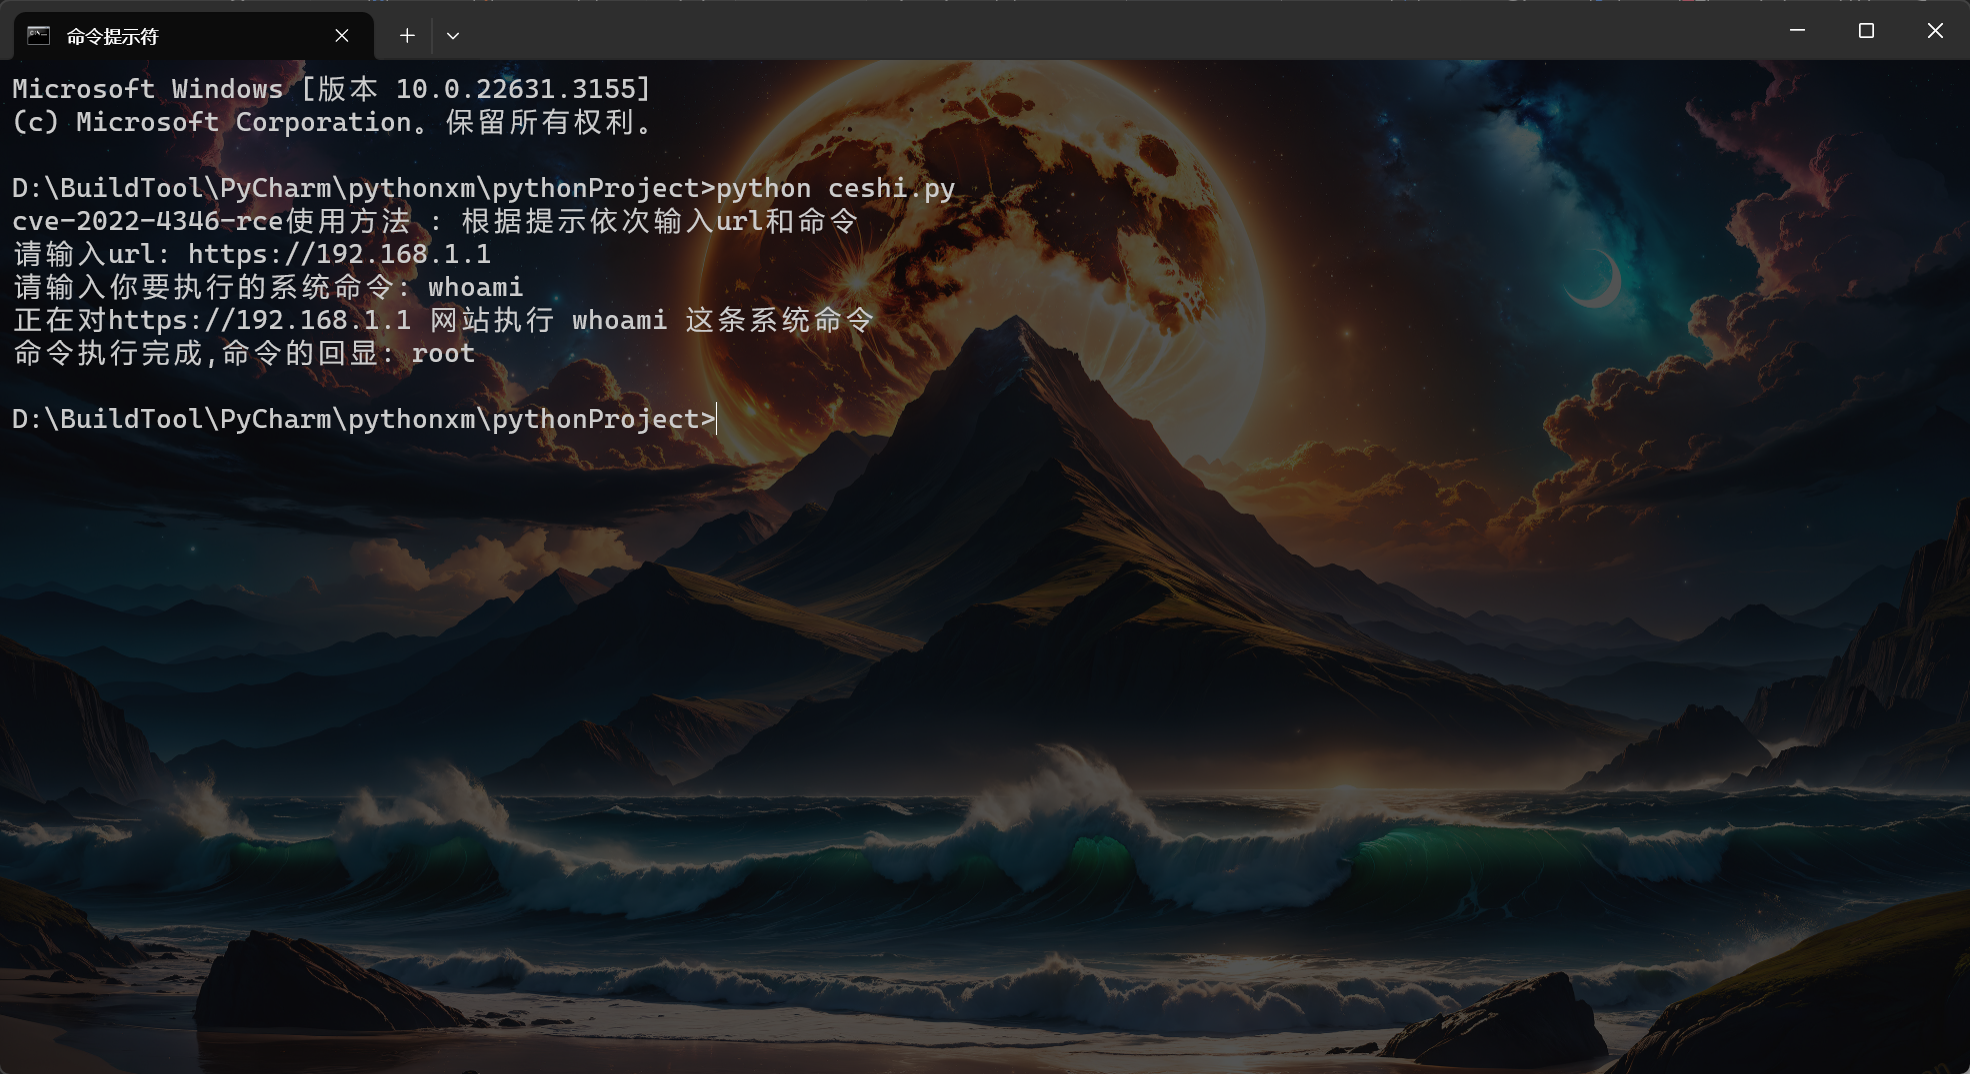 命令提示符
Microsoft Windows [版本 10.0.22631.3155]
(c) Microsoft Corporation。保留所有权利。
D:\BuildTool\PyCharm\pythonxm\pythonProject>python ceshi.py
cve-2022-4346-rce使用方法 : 根据提示依次输入url和命令
请输入url: https://192.168.1.1
请输入你要执行的系统命令: whoami
正在对https://192.168.1.1 网站执行 whoami 这条系统命令
命令执行完成,命令的回显: root
D:\BuildTool\PyCharm\pythonxm\pythonProject>